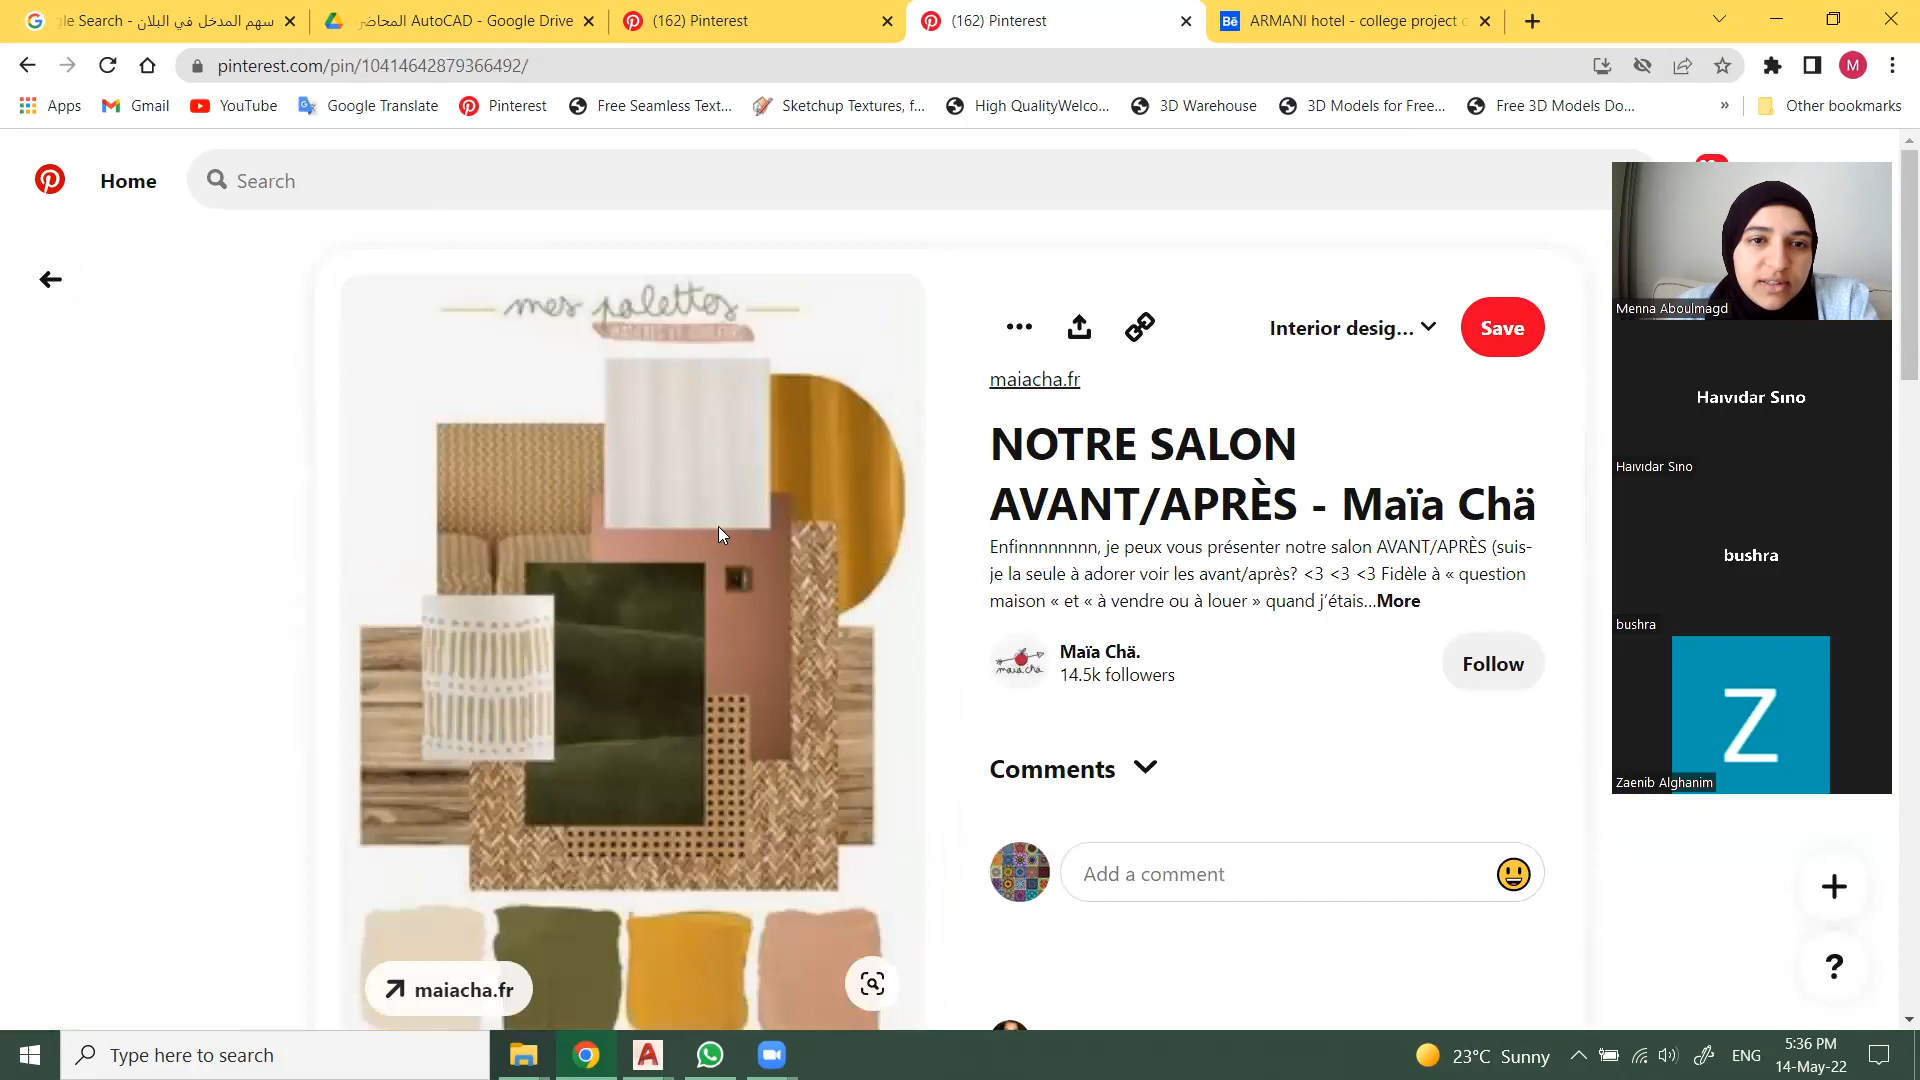 gle Search - سهم المدخل في البلان
المحاضر AutoCAD - Google Drive
(162) Pinterest
(162) Pinterest
ARMANI hotel - college project
pinterest.com/pin/10414642879366492/
M
Apps
Gmail
YouTube
Google Translate
Pinterest
Free Seamless Text...
Sketchup Textures, f...
High QualityWelco...
3D Warehouse
3D Models for Free...
Free 3D Models Do...
»
Other bookmarks
Home
Search
mes palettes
Interior desig...
Save
maiacha.fr
NOTRE SALON
AVANT/APRÈS - Maïa Chä
Enfinnnnnnn, je peux vous présenter notre salon AVANT/APRÈS (suis-
je la seule à adorer voir les avant/après? <3 <3 <3 Fidèle à « question
maison « et « à vendre ou à louer » quand j’étais...More
Maïa Chä.
14.5k followers
Follow
Comments
Add a comment
maiacha.fr
Menna Aboulmagd
Haıvıdar Sıno
Haıvıdar Sıno
bushra
bushra
Z
Zaenib Alghanim
+
?
Type here to search
23°C Sunny
ENG
5:36 PM
14-May-22